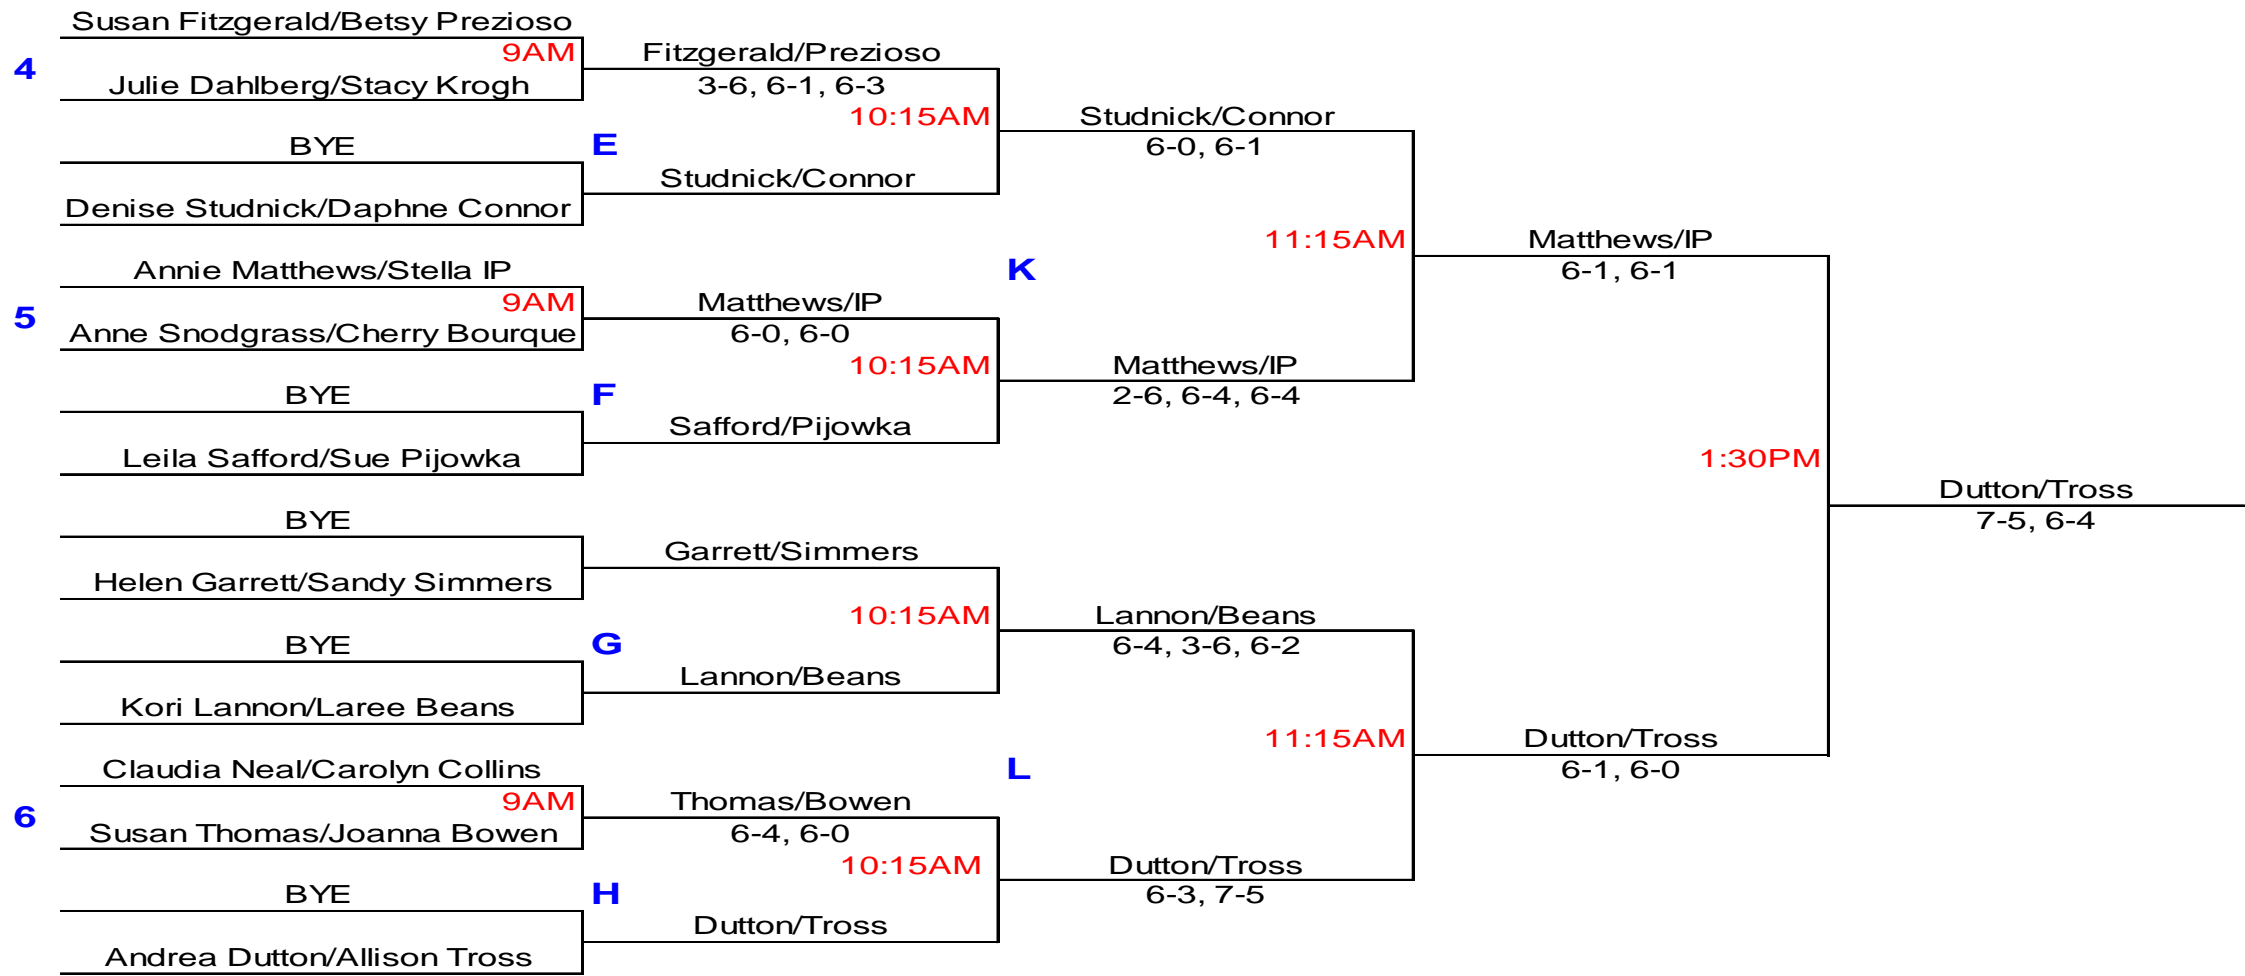 Susan Fitzgerald/Betsy Prezioso
9AM
4
Julie Dahlberg/Stacy Krogh
BYE
Denise Studnick/Daphne Connor
Annie Matthews/Stella IP
9AM
5
Anne Snodgrass/Cherry Bourque
BYE
Leila Safford/Sue Pijowka
BYE
Helen Garrett/Sandy Simmers
BYE
Kori Lannon/Laree Beans
Claudia Neal/Carolyn Collins
9AM
6
Susan Thomas/Joanna Bowen
BYE
Andrea Dutton/Allison Tross
Fitzgerald/Prezioso
3-6, 6-1, 6-3
10:15AM
E
Studnick/Connor
Matthews/IP
6-0, 6-0
10:15AM
F
Safford/Pijowka
Garrett/Simmers
10:15AM
G
Lannon/Beans
Thomas/Bowen
6-4, 6-0
10:15AM
H
Dutton/Tross
Studnick/Connor
6-0, 6-1
11:15AM
K
Matthews/IP
2-6, 6-4, 6-4
Lannon/Beans
6-4, 3-6, 6-2
11:15AM
L
Dutton/Tross
6-3, 7-5
Matthews/IP
6-1, 6-1
1:30PM
Dutton/Tross
6-1, 6-0
Dutton/Tross
7-5, 6-4